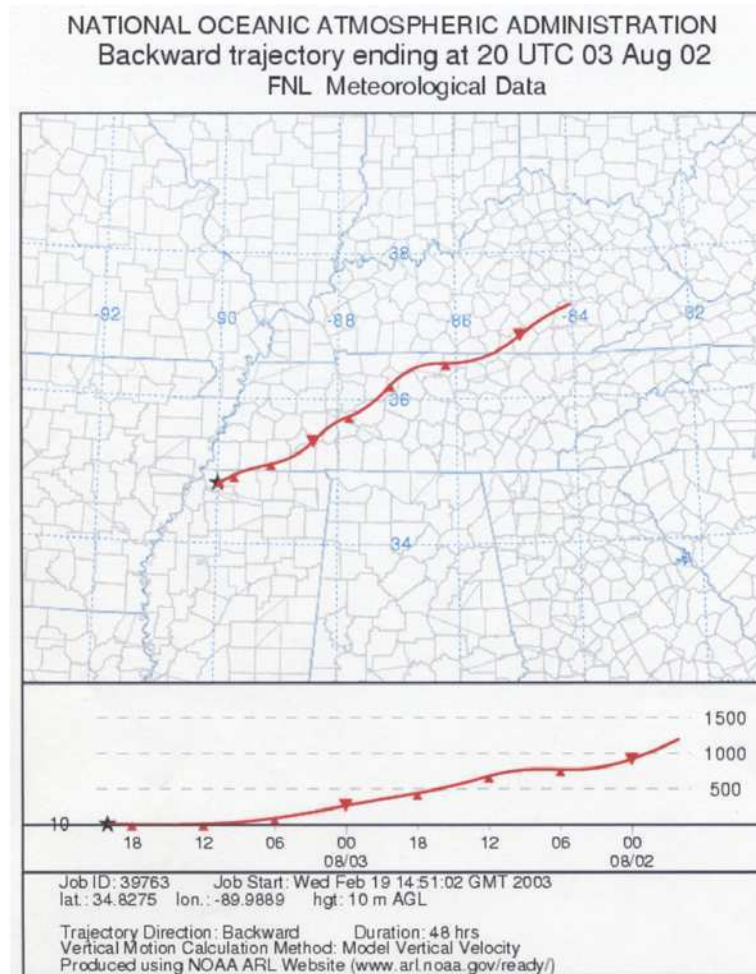 NATIONAL OCEANIC ATMOSPHERIC ADMINISTRATION
Backward trajectory ending at 20 UTC 03 Aug 02
FNL Meteorological Data
38
-92
-90
-88
-86
-84
-82
36
34
1500
1000
500
10
18 12 06 00 18 12 06 00
08/03 08/02
Job ID: 39763 Job Start: Wed Feb 19 14:51:02 GMT 2003
lat.: 34.8275 lon.: -89.9889 hgt: 10 m AGL
Trajectory Direction: Backward Duration: 48 hrs
Vertical Motion Calculation Method: Model Vertical Velocity
Produced using NOAA ARL Website (www.arl.noaa.gov/ready/)